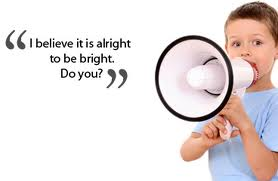 “I believe it is alright
to be bright.
Do you?”